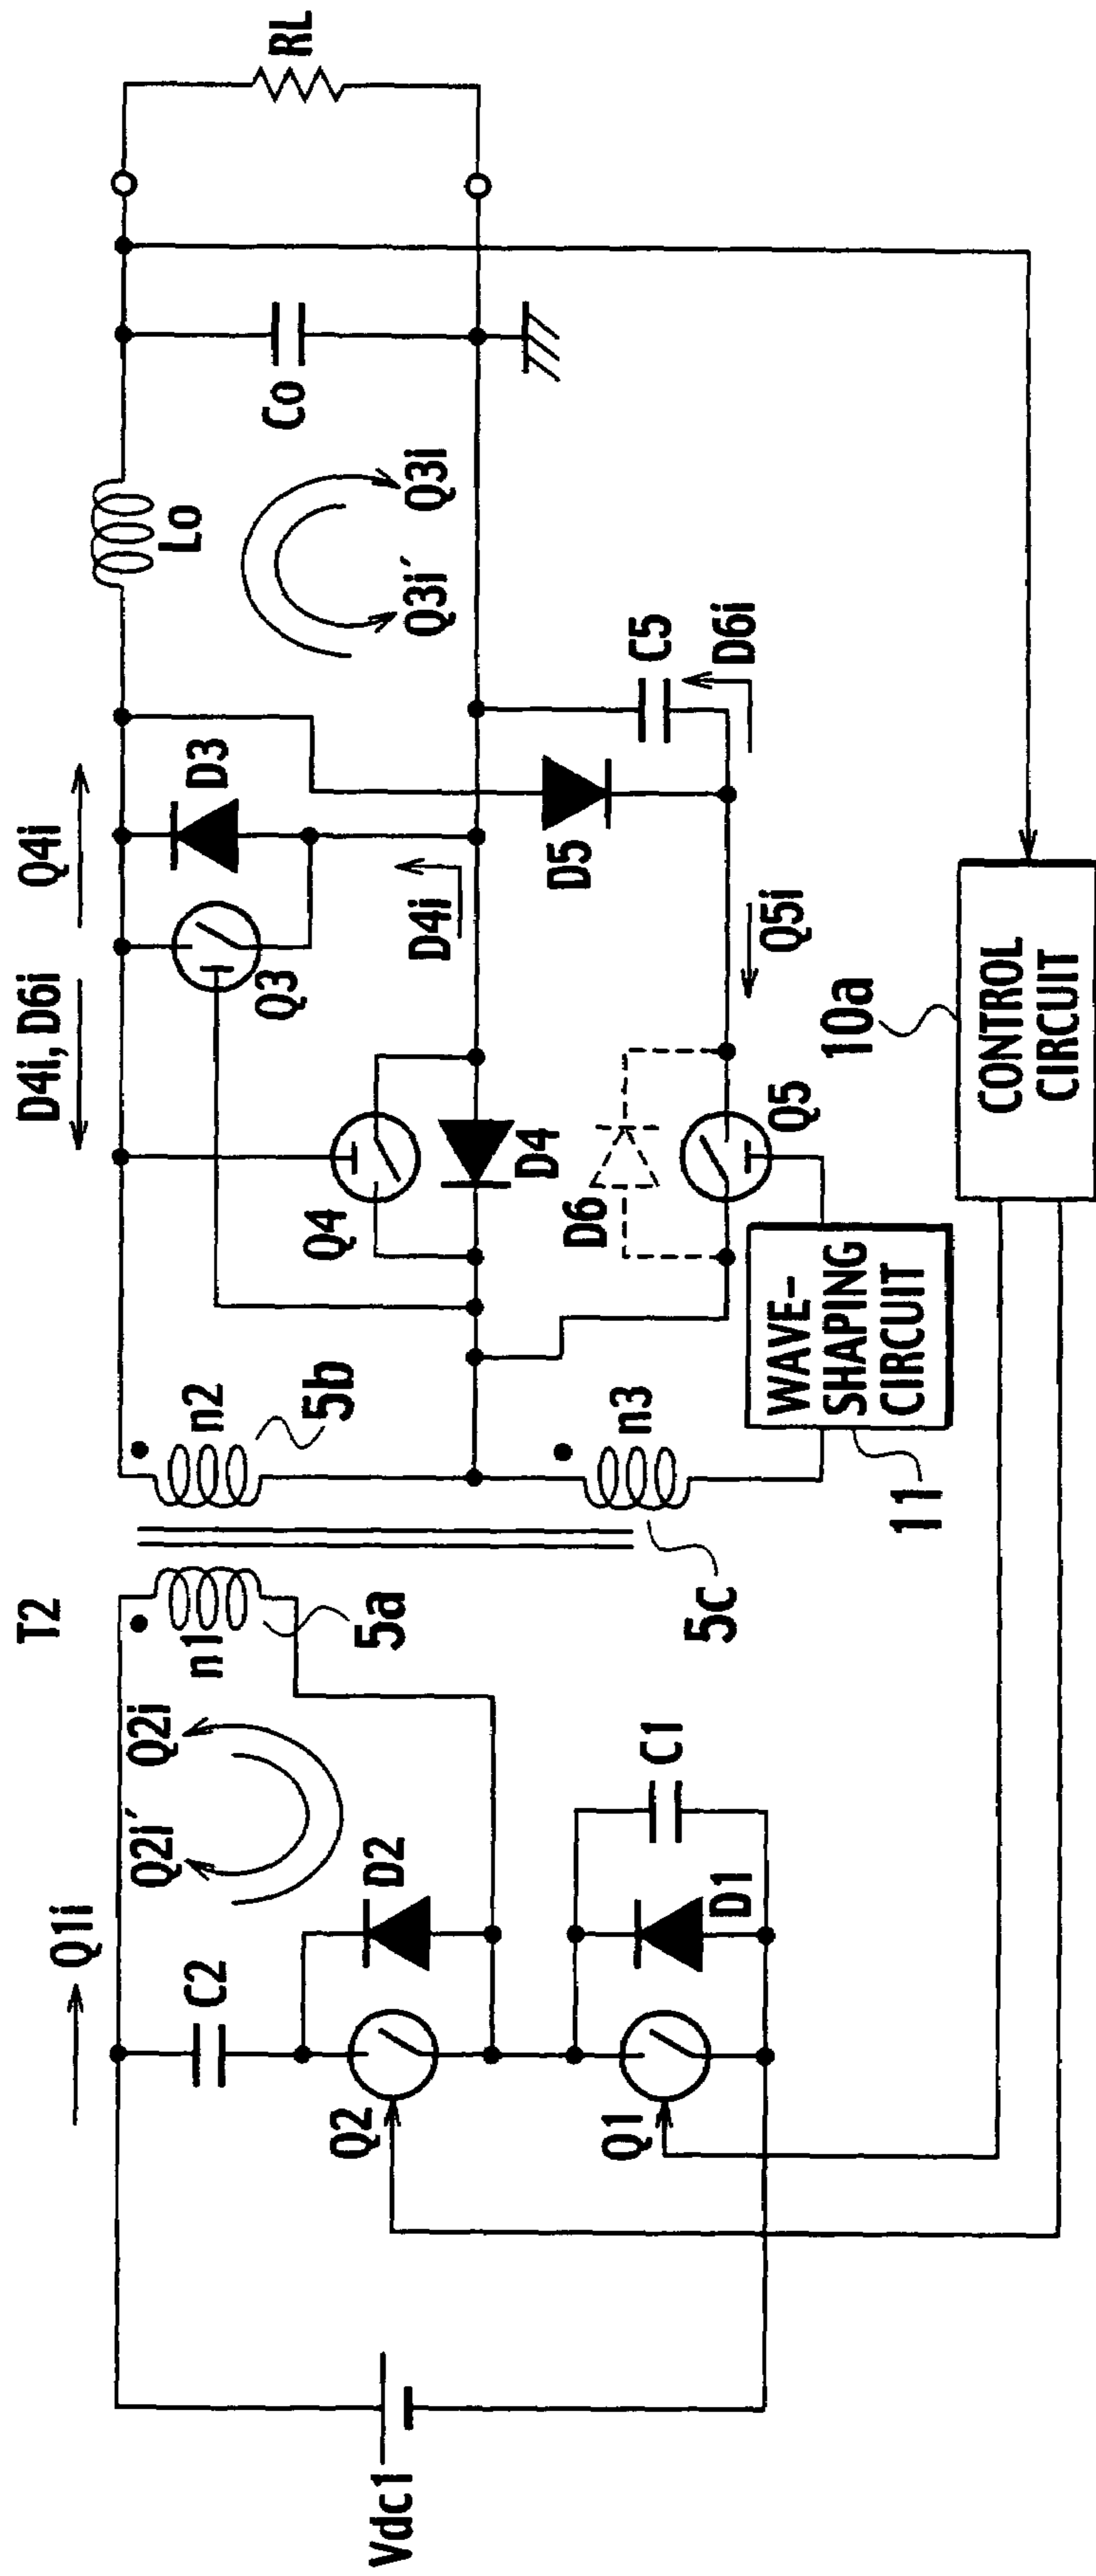 T2
Q1i
D4i, D6i
Q4i
Q2i´
Q2i
n1
n2
5a
5b
C2
D2
Q2
Q1
D1
C1
Vdc1
Q3
D3
Lo
Co
RL
Q3i´
Q3i
Q4
D4
D4i
D5
C5
D6i
D6
Q5
Q5i
n3
5c
WAVE-
SHAPING
CIRCUIT
11
10a
CONTROL
CIRCUIT